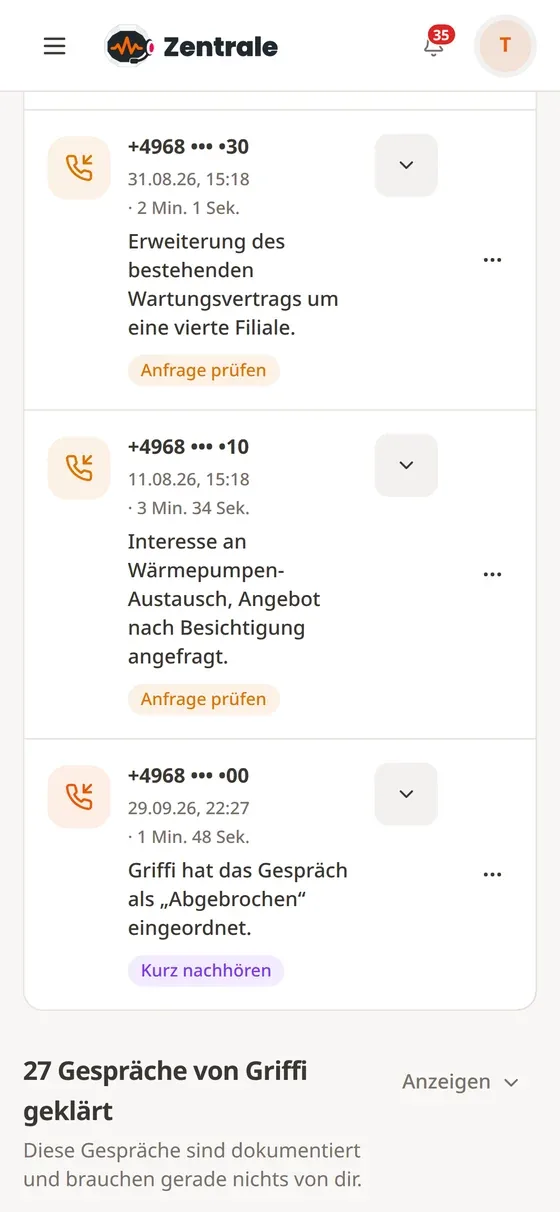 Zentrale
35
T
+4968 ••• •30
31.08.26, 15:18
· 2 Min. 1 Sek.
Erweiterung des
bestehenden
Wartungsvertrags um
eine vierte Filiale.
Anfrage prüfen
+4968 ••• •10
11.08.26, 15:18
· 3 Min. 34 Sek.
Interesse an
Wärmepumpen-
Austausch, Angebot
nach Besichtigung
angefragt.
Anfrage prüfen
+4968 ••• •00
29.09.26, 22:27
· 1 Min. 48 Sek.
Griffi hat das Gespräch
als „Abgebrochen“
eingeordnet.
Kurz nachhören
27 Gespräche von Griffi
geklärt
Anzeigen
Diese Gespräche sind dokumentiert
und brauchen gerade nichts von dir.